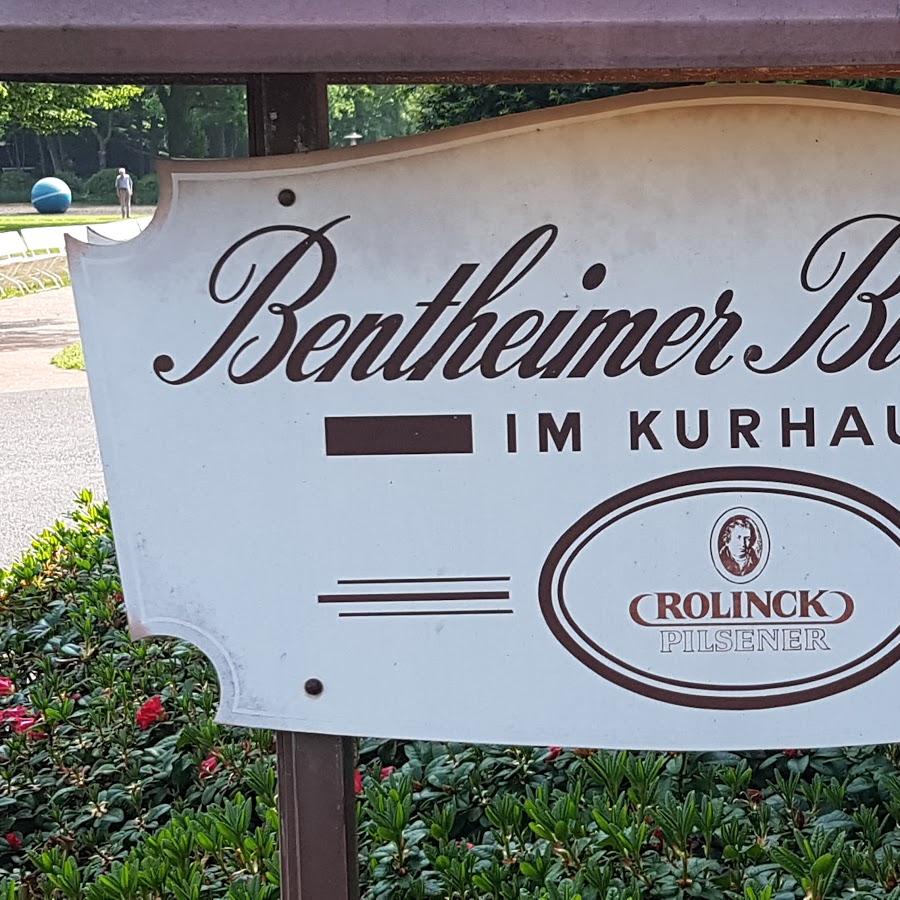 Bentheimer B
IM KURHAU
ROLINCK
PILSENER